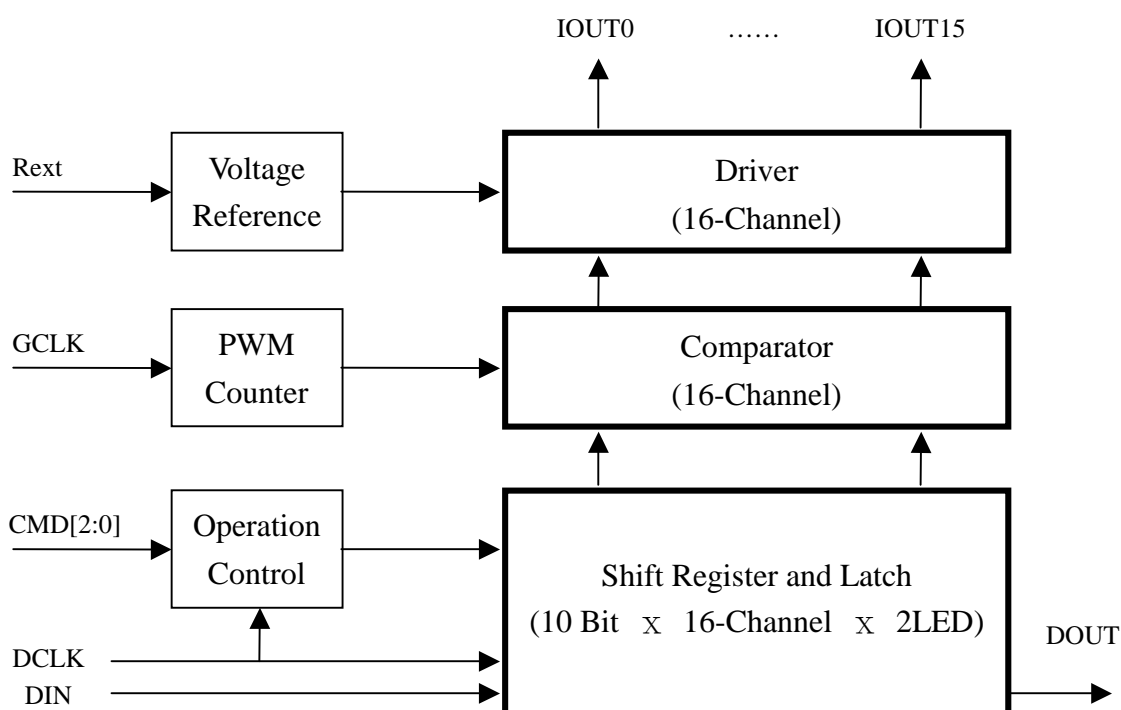 IOUT0 …… IOUT15
Rext
Voltage
Reference
Driver
(16-Channel)
GCLK
PWM
Counter
Comparator
(16-Channel)
CMD[2:0]
Operation
Control
Shift Register and Latch
(10 Bit x 16-Channel x 2LED)
DCLK
DIN
DOUT